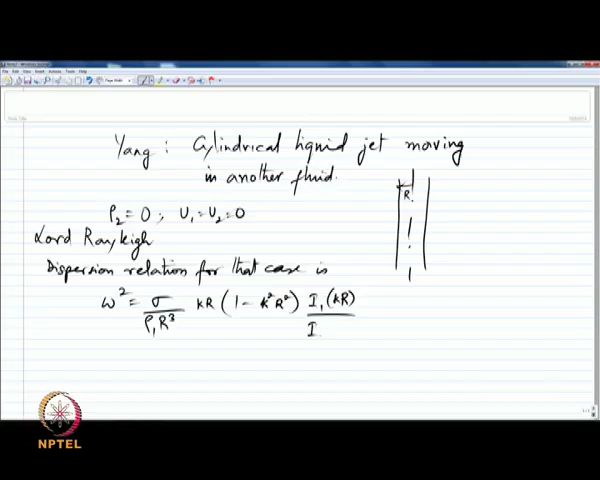 Yang : Cylindrical liquid jet moving
in another fluid.
R
ρ₂ = 0 ; U₁ = U₂ = 0
Lord Rayleigh
Dispersion relation for that case is
ω² = σ/(ρ₁R³) kR (1 - k²R²) I₁(kR)/I
NPTEL